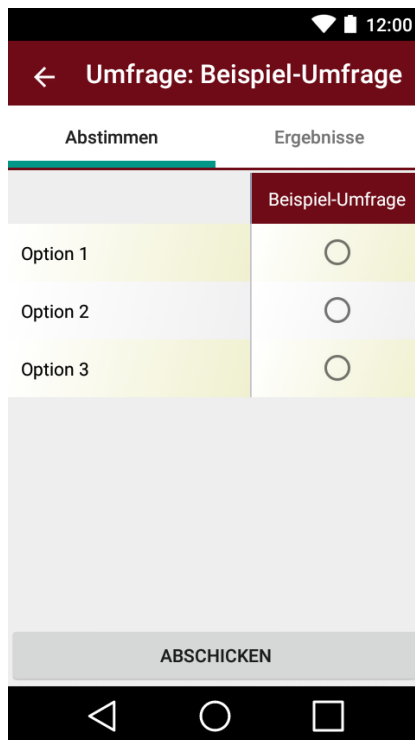 12:00
Umfrage: Beispiel-Umfrage
Abstimmen Ergebnisse
Beispiel-Umfrage
Option 1
Option 2
Option 3
ABSCHICKEN